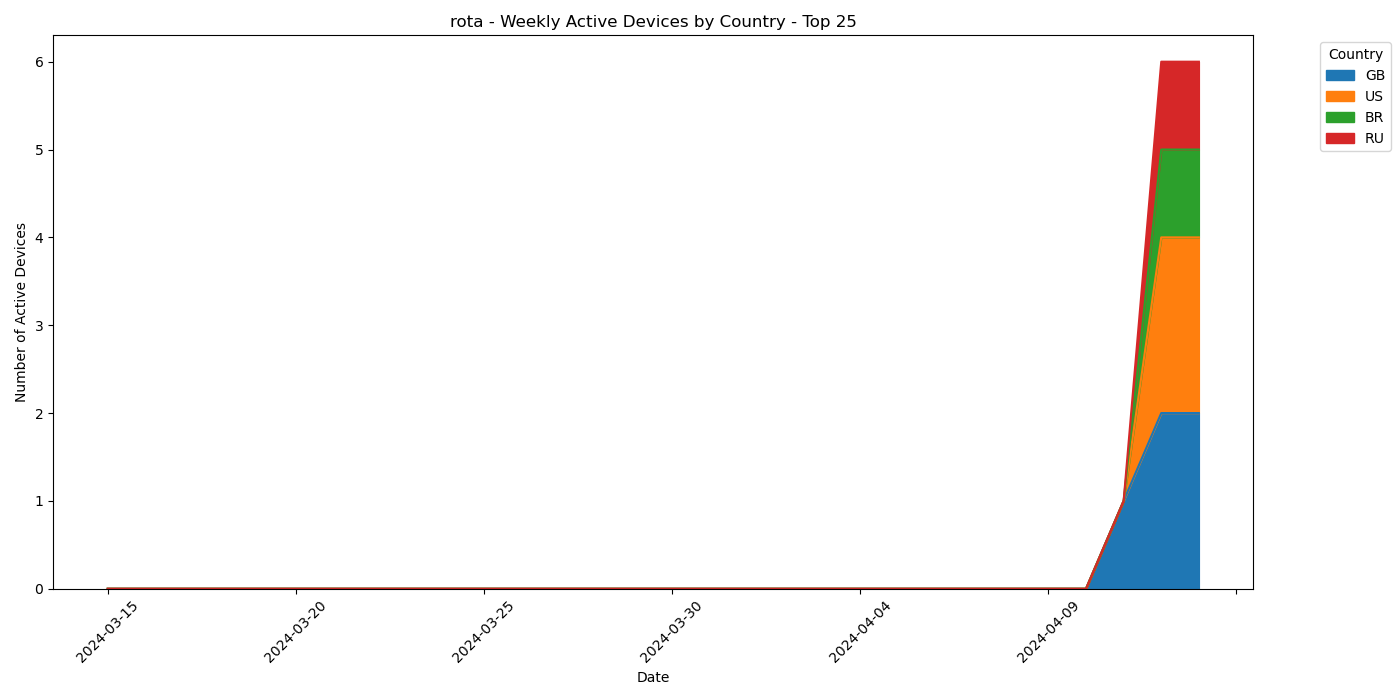 rota - Weekly Active Devices by Country - Top 25
Number of Active Devices
6
5
4
3
2
1
0
2024-03-15
2024-03-20
2024-03-25
2024-03-30
2024-04-04
2024-04-09
Date
Country
GB
US
BR
RU